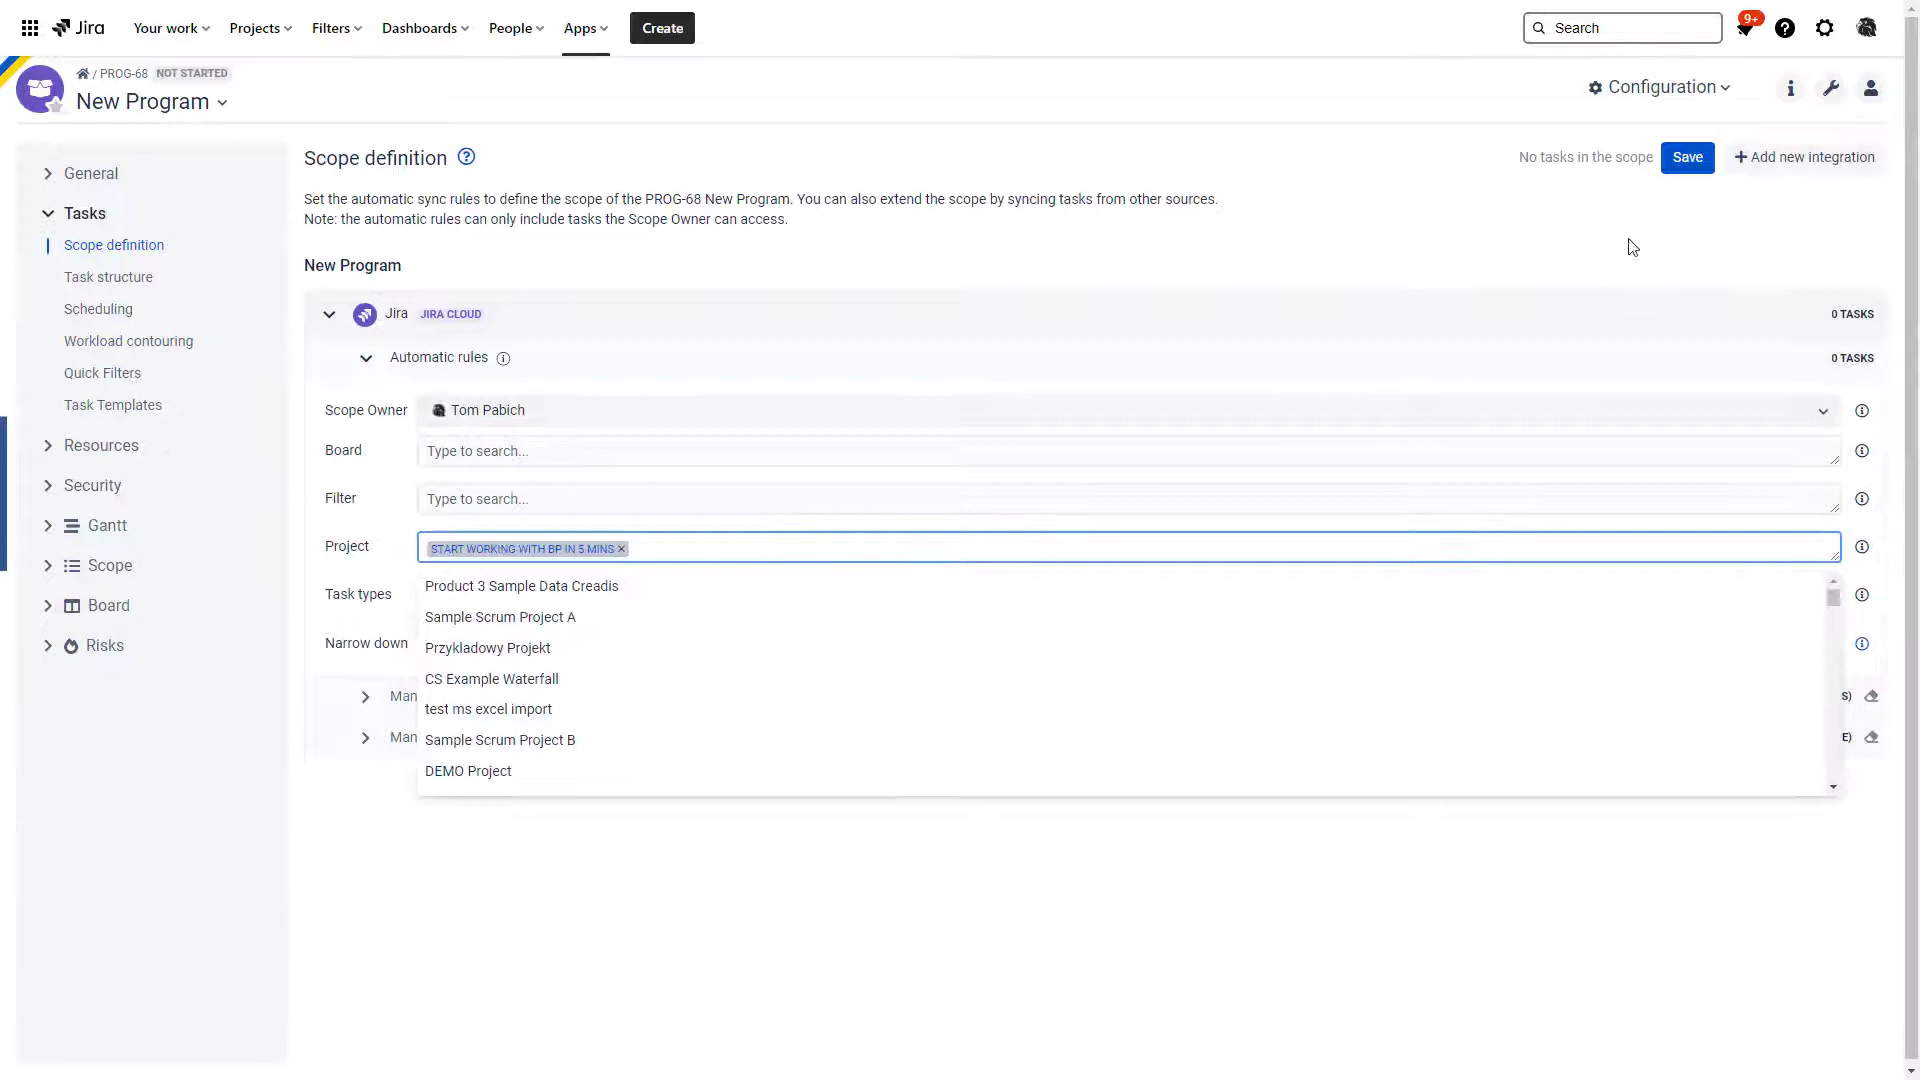 Jira
Your work
Projects
Filters
Dashboards
People
Apps
Create
Search
9+
/ PROG-68 NOT STARTED
New Program
Configuration
General
Tasks
Scope definition
Task structure
Scheduling
Workload contouring
Quick Filters
Task Templates
Resources
Security
Gantt
Scope
Board
Risks
Scope definition
No tasks in the scope
Save
+ Add new integration
Set the automatic sync rules to define the scope of the PROG-68 New Program. You can also extend the scope by syncing tasks from other sources.
Note: the automatic rules can only include tasks the Scope Owner can access.
New Program
Jira JIRA CLOUD
0 TASKS
Automatic rules
0 TASKS
Scope Owner
Tom Pabich
Board
Type to search...
Filter
Type to search...
Project
START WORKING WITH BP IN 5 MINS ×
Product 3 Sample Data Creadis
Task types
Sample Scrum Project A
Przykladowy Projekt
Narrow down
CS Example Waterfall
Man
S)
test ms excel import
Man
E)
Sample Scrum Project B
DEMO Project